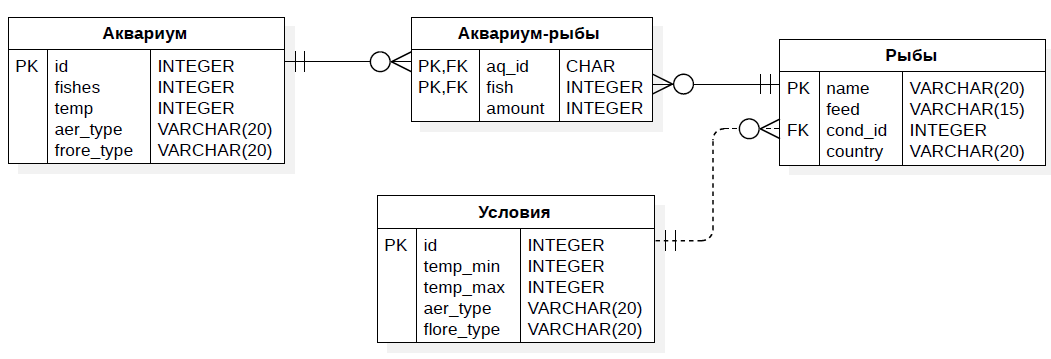 Аквариум
PK id INTEGER
fishes INTEGER
temp INTEGER
aer_type VARCHAR(20)
frore_type VARCHAR(20)
Аквариум-рыбы
PK,FK aq_id CHAR
PK,FK fish INTEGER
amount INTEGER
Рыбы
PK name VARCHAR(20)
feed VARCHAR(15)
FK cond_id INTEGER
country VARCHAR(20)
Условия
PK id INTEGER
temp_min INTEGER
temp_max INTEGER
aer_type VARCHAR(20)
flore_type VARCHAR(20)